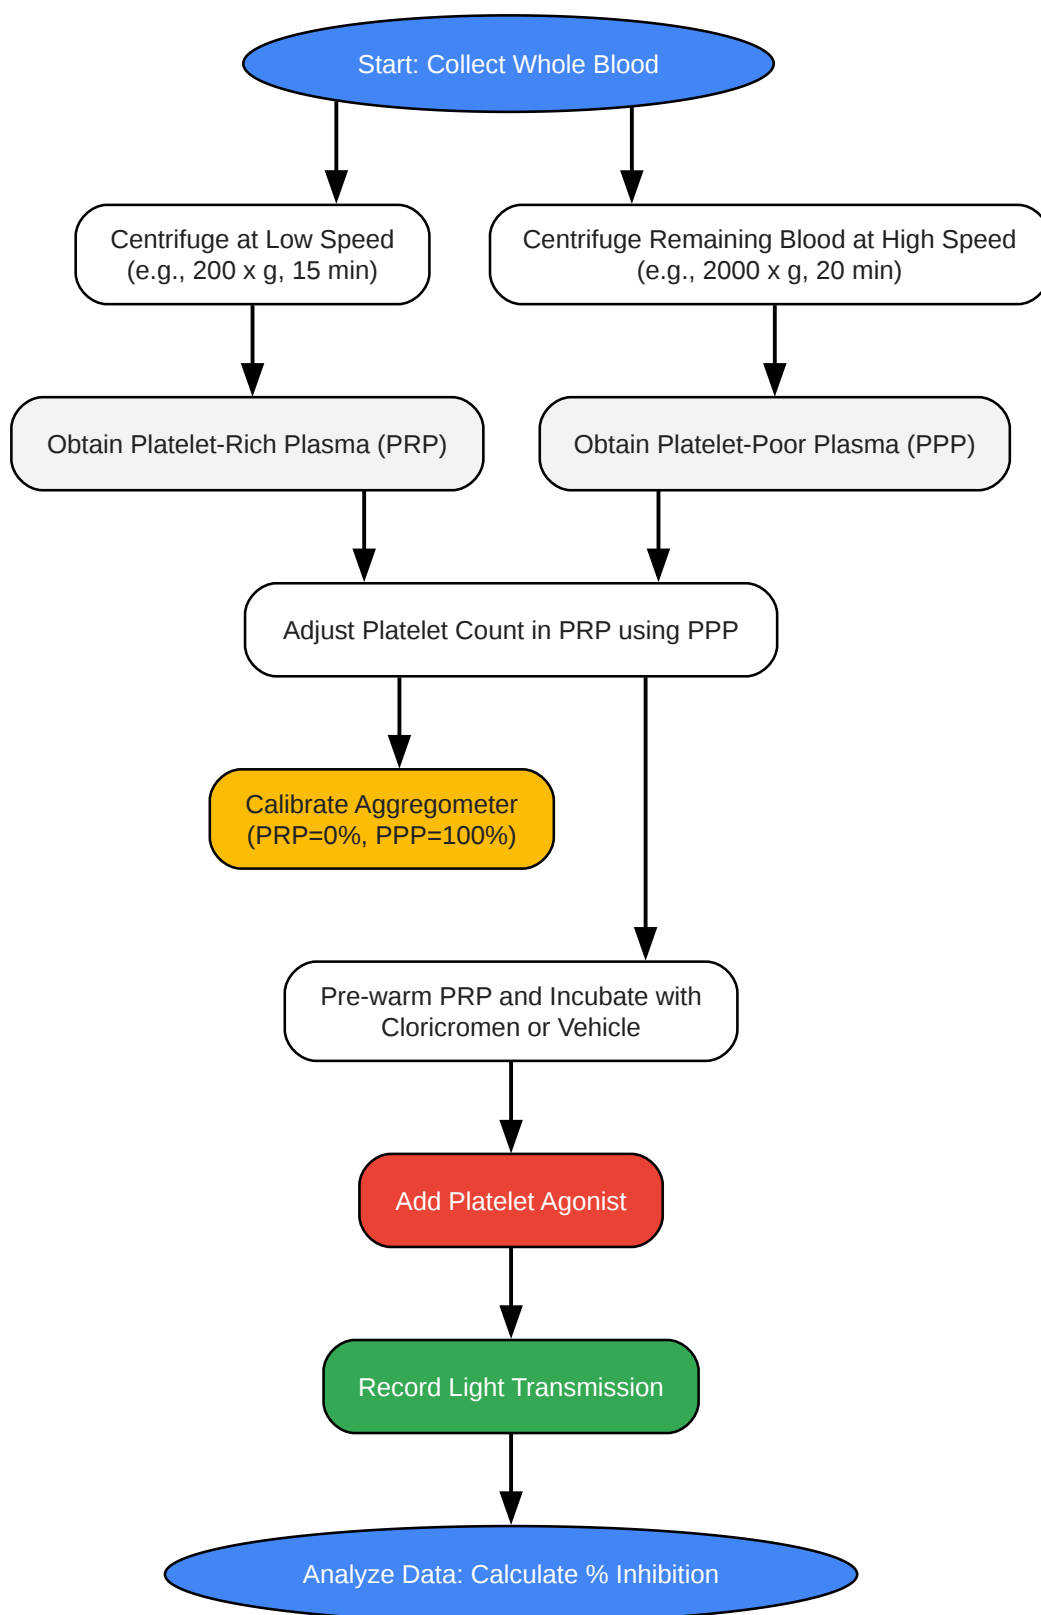 Start: Collect Whole Blood
Centrifuge at Low Speed
(e.g., 200 x g, 15 min)
Centrifuge Remaining Blood at High Speed
(e.g., 2000 x g, 20 min)
Obtain Platelet-Rich Plasma (PRP)
Obtain Platelet-Poor Plasma (PPP)
Adjust Platelet Count in PRP using PPP
Calibrate Aggregometer
(PRP=0%, PPP=100%)
Pre-warm PRP and Incubate with
Cloricromen or Vehicle
Add Platelet Agonist
Record Light Transmission
Analyze Data: Calculate % Inhibition